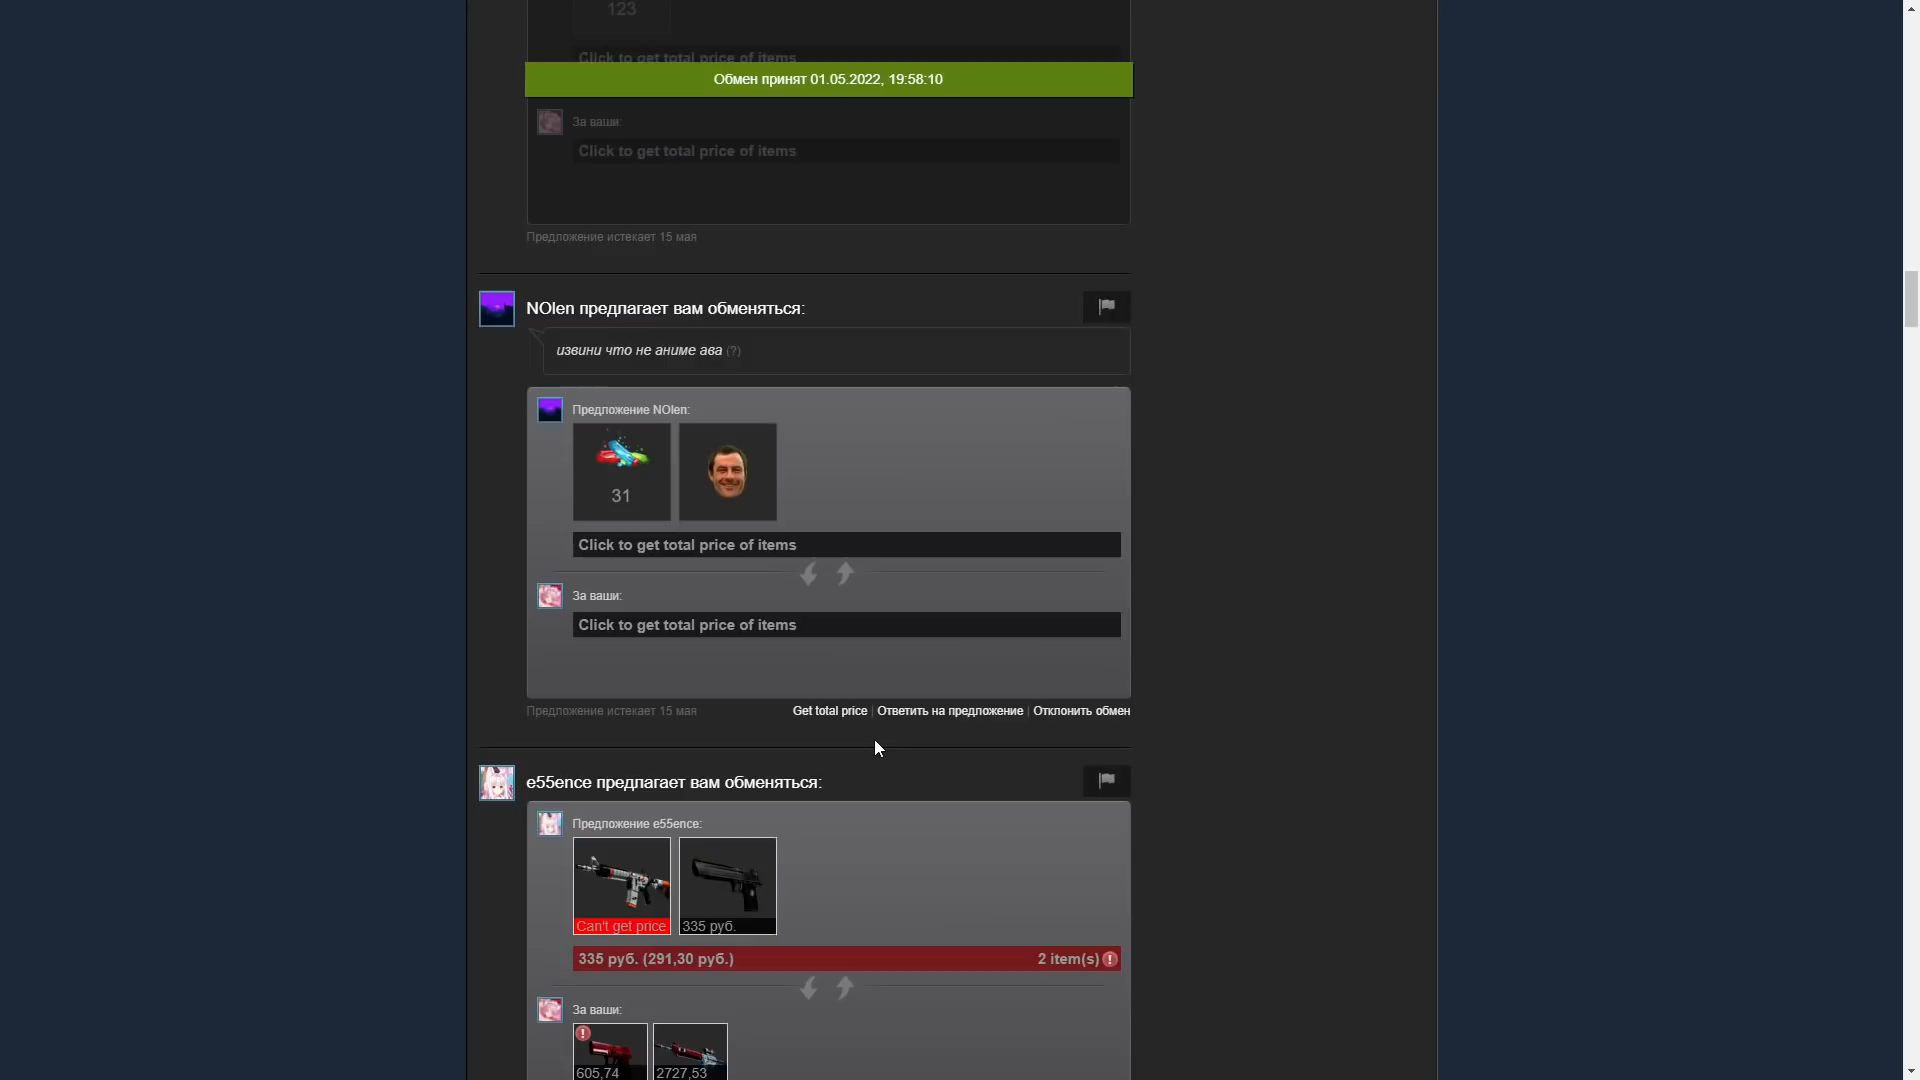 123
Click to get total price of items
Обмен принят 01.05.2022, 19:58:10
За ваши:
Click to get total price of items
Предложение истекает 15 мая
NOlen предлагает вам обменяться:
извини что не аниме ава (?)
Предложение NOlen:
31
Click to get total price of items
За ваши:
Click to get total price of items
Предложение истекает 15 мая
Get total price | Ответить на предложение | Отклонить обмен
e55ence предлагает вам обменяться:
Предложение e55ence:
Can't get price
335 руб.
335 руб. (291,30 руб.)
2 item(s)
За ваши:
605,74
2727,53